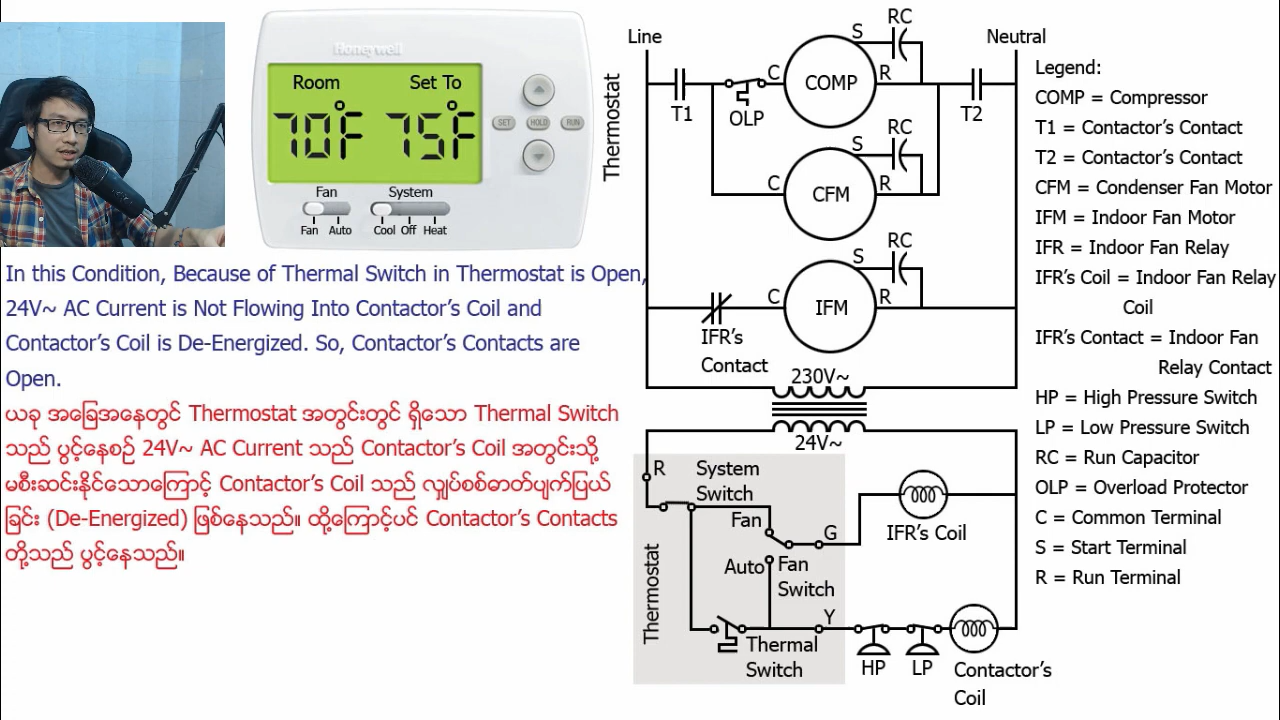 Honeywell
Room Set To
70°F 75°F
SET HOLD RUN
Fan System
Fan Auto Cool Off Heat
Thermostat
In this Condition, Because of Thermal Switch in Thermostat is Open,
24V~ AC Current is Not Flowing Into Contactor's Coil and
Contactor's Coil is De-Energized. So, Contactor's Contacts are
Open.
ယခု အခြေအနေတွင် Thermostat အတွင်းတွင် ရှိသော Thermal Switch
သည် ပွင့်နေစဉ် 24V~ AC Current သည် Contactor's Coil အတွင်းသို့
မစီးဆင်းနိုင်သောကြောင့် Contactor's Coil သည် လျှပ်စစ်ဓာတ်ပျက်ပြယ်
ခြင်း (De-Energized) ဖြစ်နေသည်။ ထို့ကြောင့်ပင် Contactor's Contacts
တို့သည် ပွင့်နေသည်။
Line Neutral
RC
S
C COMP R
T1 OLP T2
RC
S
C CFM R
RC
S
C IFM R
IFR's
Contact
230V~
24V~
R System
Switch
Fan G
IFR's Coil
Auto Fan
Switch
Thermostat
Y
Thermal
Switch
HP LP Contactor's
Coil
Legend:
COMP = Compressor
T1 = Contactor's Contact
T2 = Contactor's Contact
CFM = Condenser Fan Motor
IFM = Indoor Fan Motor
IFR = Indoor Fan Relay
IFR's Coil = Indoor Fan Relay
Coil
IFR's Contact = Indoor Fan
Relay Contact
HP = High Pressure Switch
LP = Low Pressure Switch
RC = Run Capacitor
OLP = Overload Protector
C = Common Terminal
S = Start Terminal
R = Run Terminal